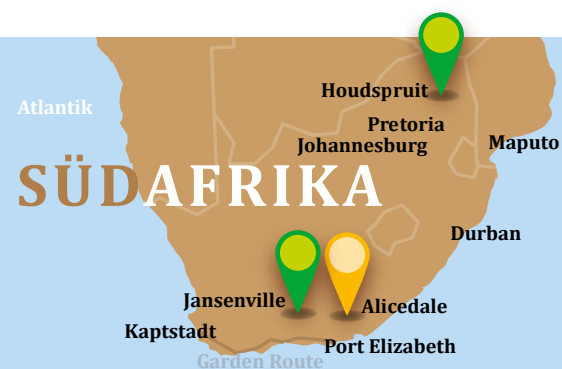 Houdspruit
Atlantik
Pretoria
Johannesburg
Maputo
SÜDAFRIKA
Durban
Jansenville
Alicedale
Kaptstadt
Port Elizabeth
Garden Route